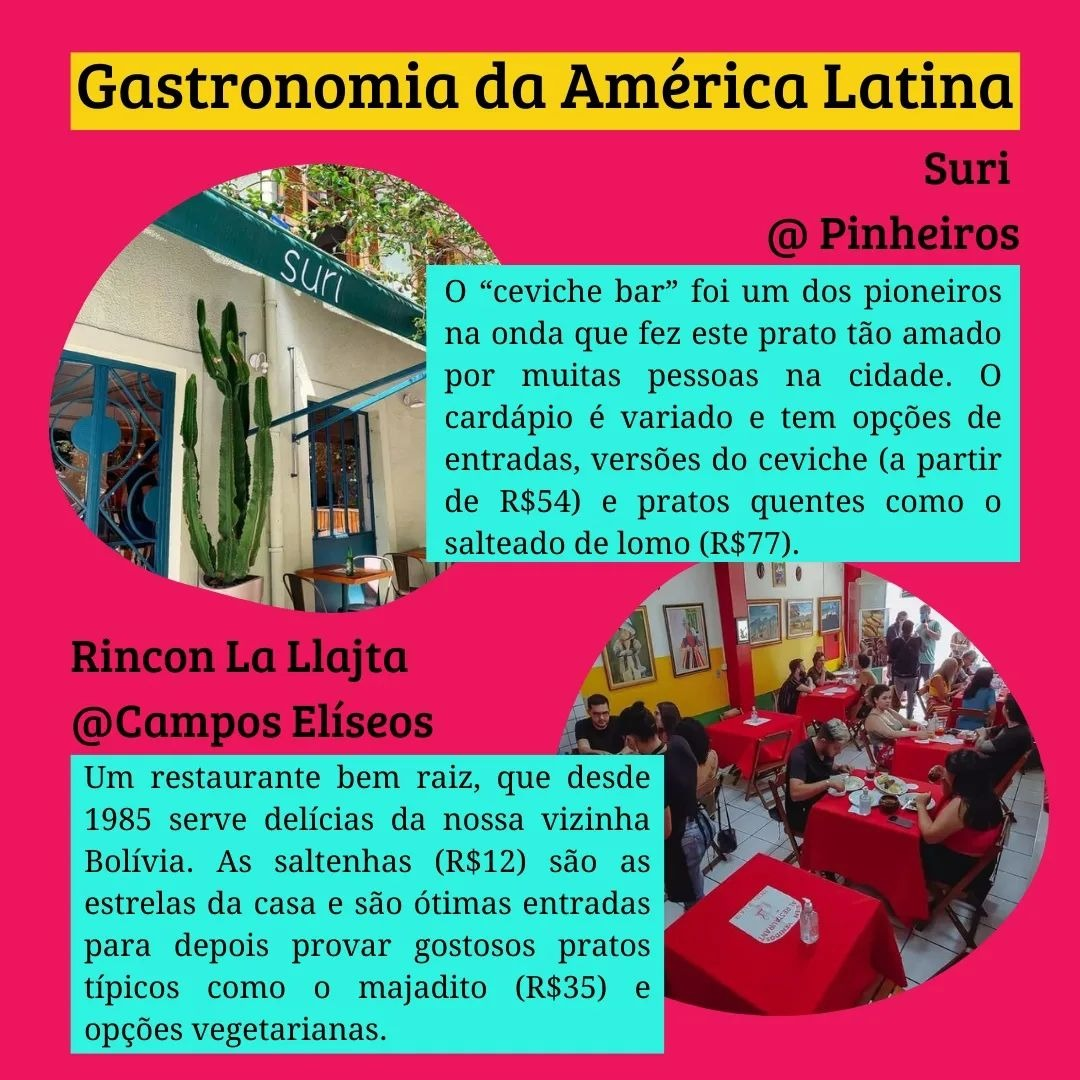 Gastronomia da América Latina
Suri
@ Pinheiros
suri
O “ceviche bar” foi um dos pioneiros
na onda que fez este prato tão amado
por muitas pessoas na cidade. O
cardápio é variado e tem opções de
entradas, versões do ceviche (a partir
de R$54) e pratos quentes como o
salteado de lomo (R$77).
Rincon La Llajta
@Campos Elíseos
Um restaurante bem raiz, que desde
1985 serve delícias da nossa vizinha
Bolívia. As saltenhas (R$12) são as
estrelas da casa e são ótimas entradas
para depois provar gostosos pratos
típicos como o majadito (R$35) e
opções vegetarianas.